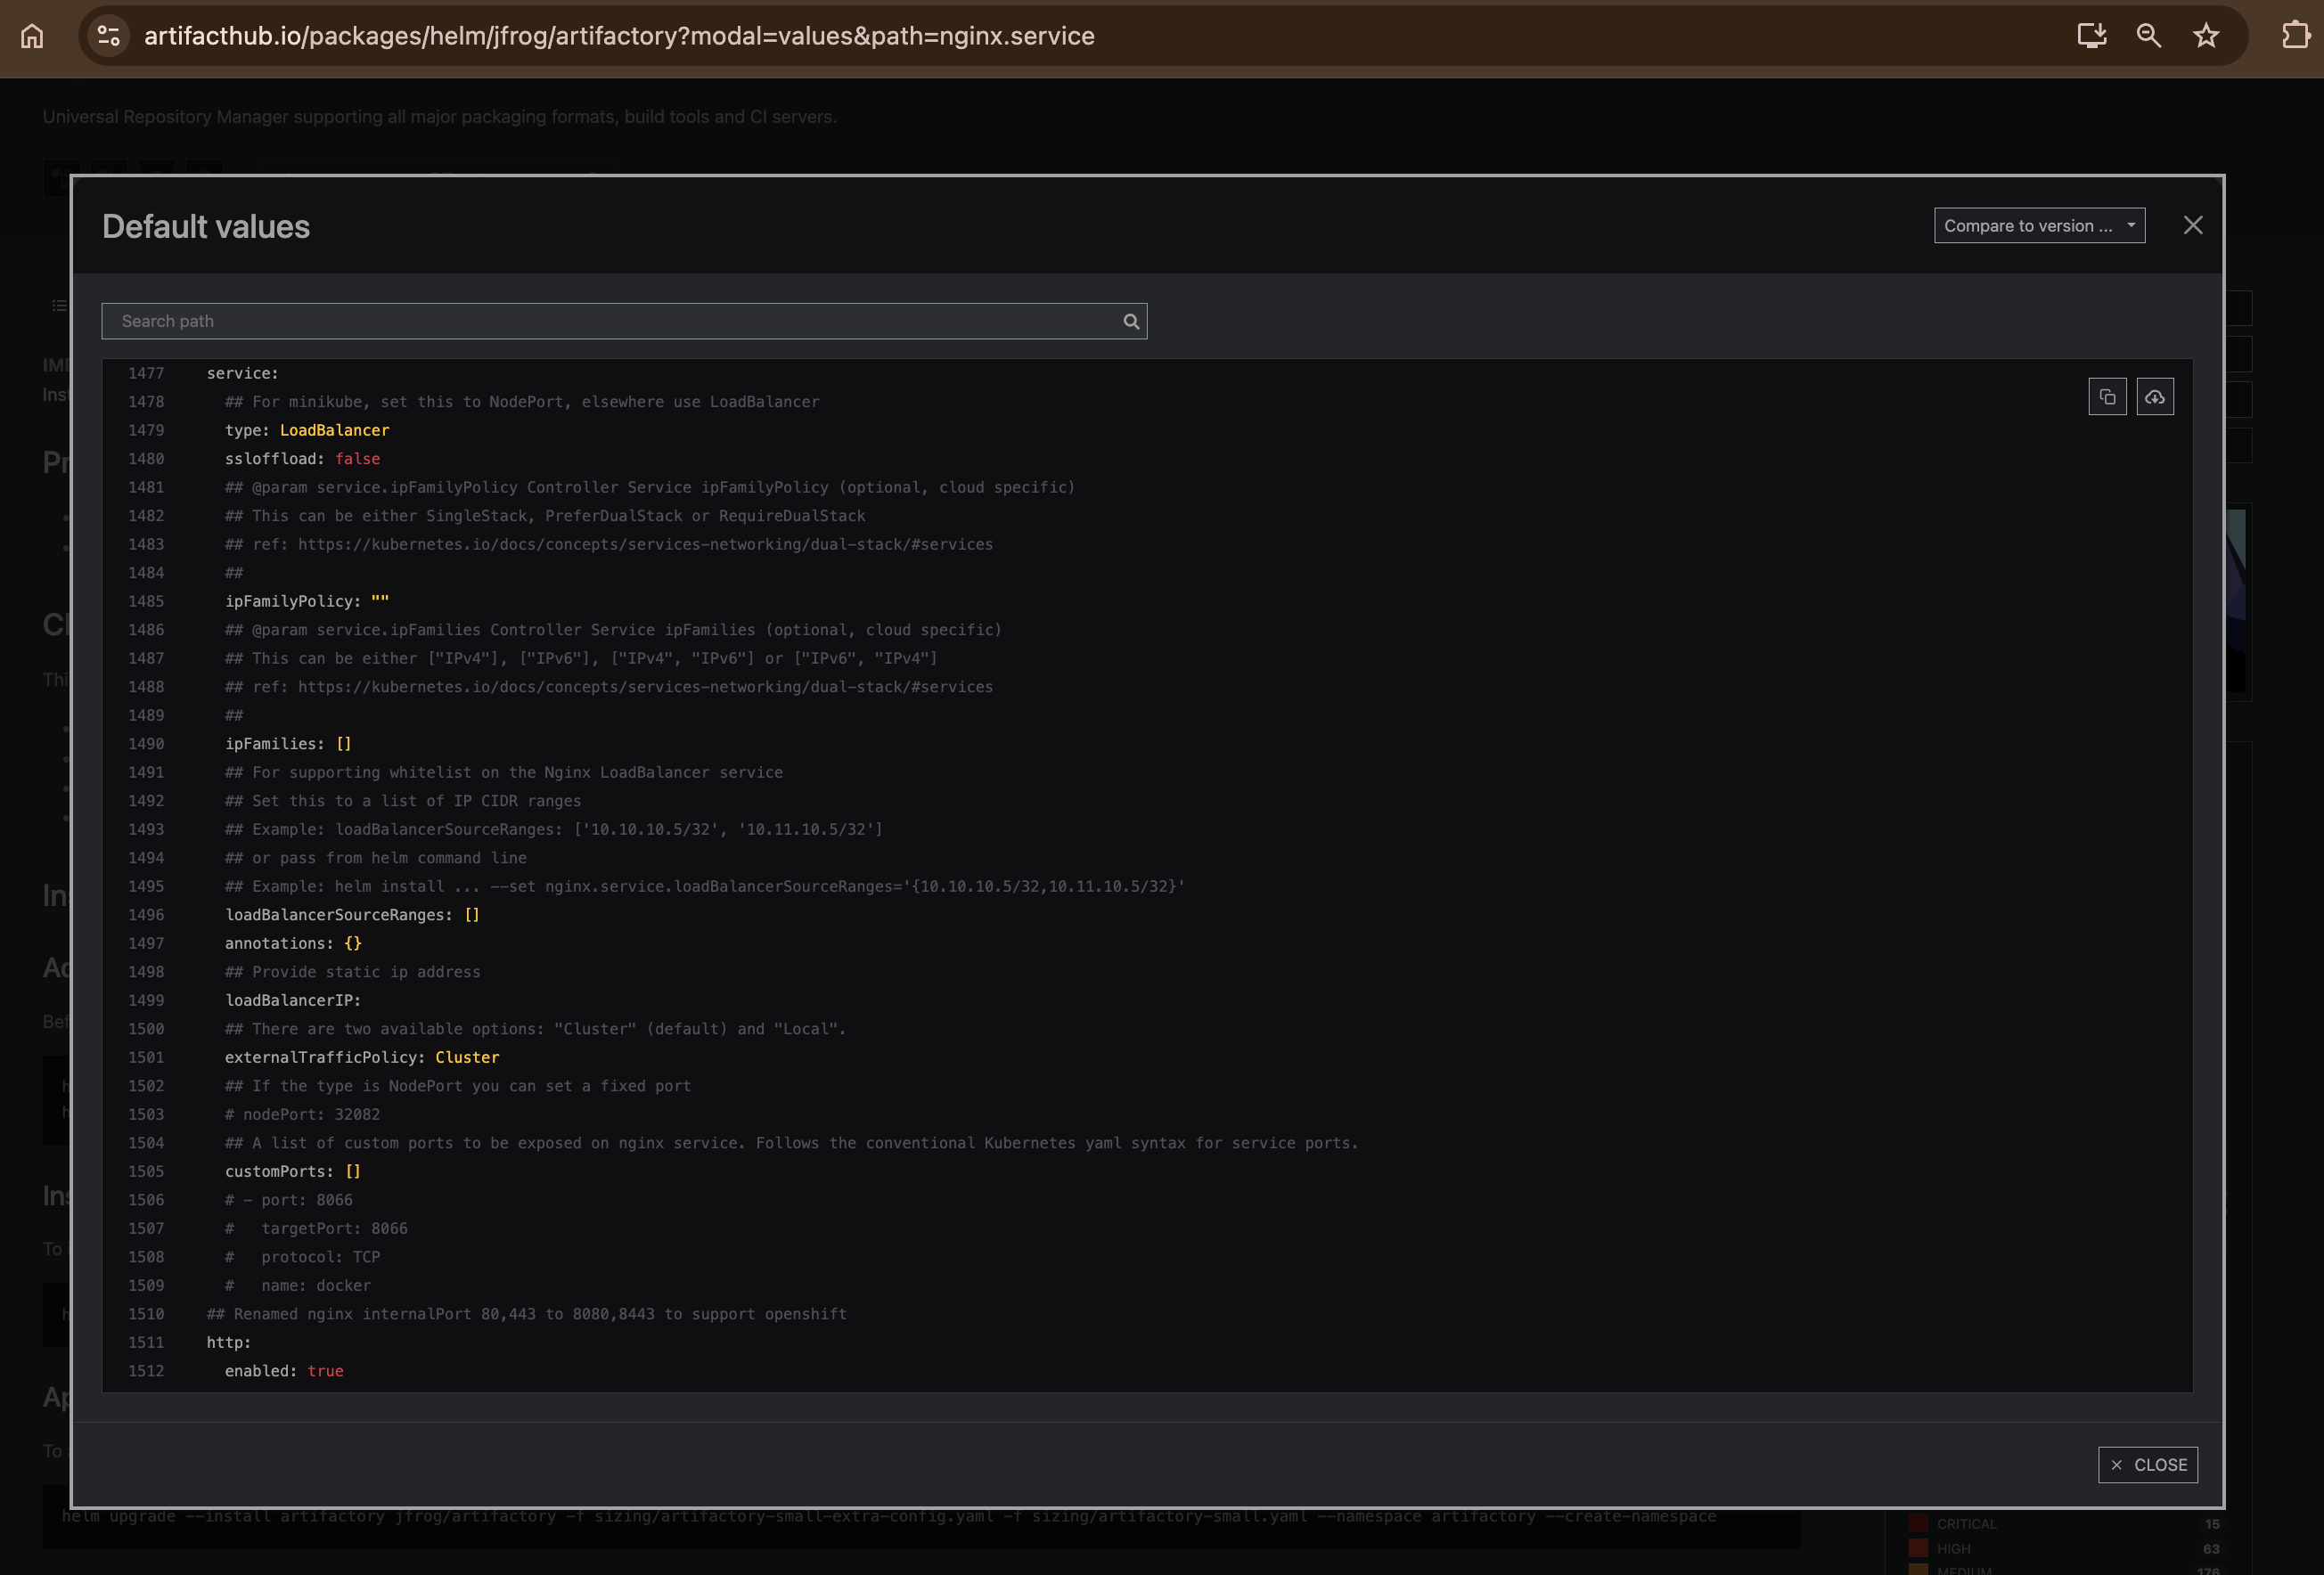 artifacthub.io/packages/helm/jfrog/artifactory?modal=values&path=nginx.service
Universal Repository Manager supporting all major packaging formats, build tools and CI servers.
Default values
Compare to version ...
Search path
1477 service:
1478 ## For minikube, set this to NodePort, elsewhere use LoadBalancer
1479 type: LoadBalancer
1480 ssloffload: false
1481 ## @param service.ipFamilyPolicy Controller Service ipFamilyPolicy (optional, cloud specific)
1482 ## This can be either SingleStack, PreferDualStack or RequireDualStack
1483 ## ref: https://kubernetes.io/docs/concepts/services-networking/dual-stack/#services
1484 ##
1485 ipFamilyPolicy: ""
1486 ## @param service.ipFamilies Controller Service ipFamilies (optional, cloud specific)
1487 ## This can be either ["IPv4"], ["IPv6"], ["IPv4", "IPv6"] or ["IPv6", "IPv4"]
1488 ## ref: https://kubernetes.io/docs/concepts/services-networking/dual-stack/#services
1489 ##
1490 ipFamilies: []
1491 ## For supporting whitelist on the Nginx LoadBalancer service
1492 ## Set this to a list of IP CIDR ranges
1493 ## Example: loadBalancerSourceRanges: ['10.10.10.5/32', '10.11.10.5/32']
1494 ## or pass from helm command line
1495 ## Example: helm install ... --set nginx.service.loadBalancerSourceRanges='{10.10.10.5/32,10.11.10.5/32}'
1496 loadBalancerSourceRanges: []
1497 annotations: {}
1498 ## Provide static ip address
1499 loadBalancerIP:
1500 ## There are two available options: "Cluster" (default) and "Local".
1501 externalTrafficPolicy: Cluster
1502 ## If the type is NodePort you can set a fixed port
1503 # nodePort: 32082
1504 ## A list of custom ports to be exposed on nginx service. Follows the conventional Kubernetes yaml syntax for service ports.
1505 customPorts: []
1506 # - port: 8066
1507 #   targetPort: 8066
1508 #   protocol: TCP
1509 #   name: docker
1510 ## Renamed nginx internalPort 80,443 to 8080,8443 to support openshift
1511 http:
1512 enabled: true
CLOSE
helm upgrade --install artifactory jfrog/artifactory -f sizing/artifactory-small-extra-config.yaml -f sizing/artifactory-small.yaml --namespace artifactory --create-namespace
CRITICAL 15
HIGH 63
MEDIUM 176